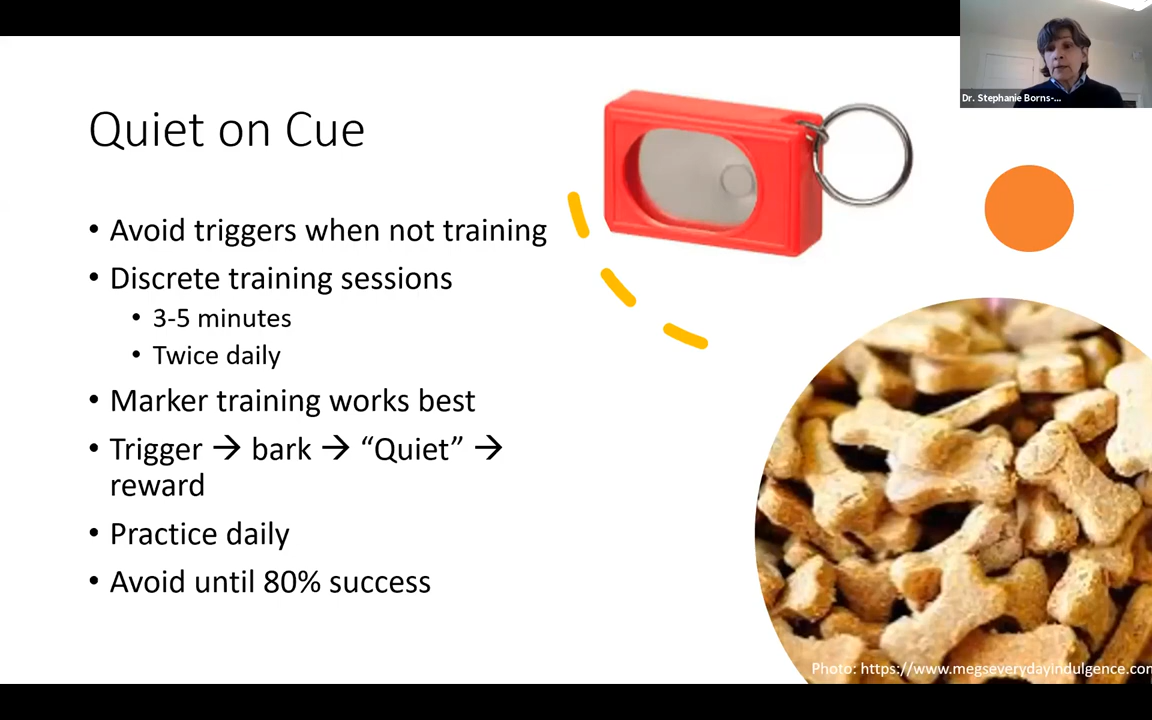 Dr. Stephanie Borns-...
Quiet on Cue
• Avoid triggers when not training
• Discrete training sessions
• 3-5 minutes
• Twice daily
• Marker training works best
• Trigger → bark → “Quiet” →
reward
• Practice daily
• Avoid until 80% success
Photo: https://www.megseverydayindulgence.com